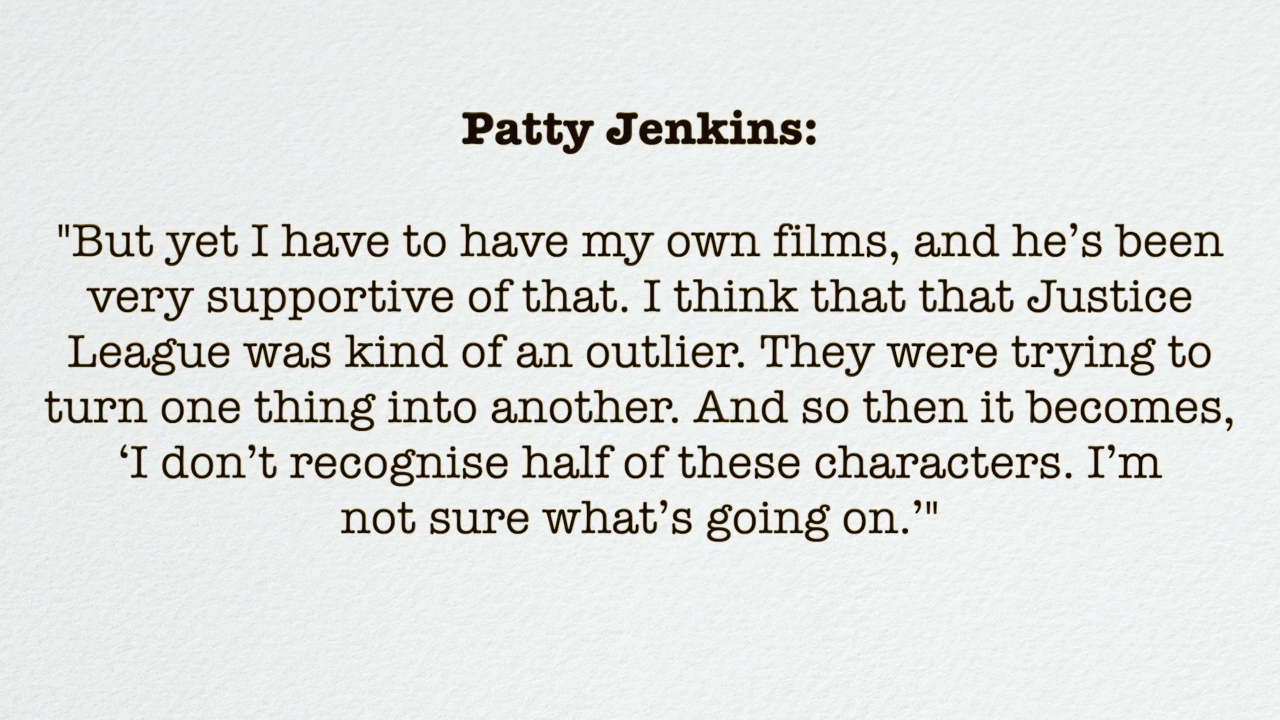 Patty Jenkins:
"But yet I have to have my own films, and he’s been
very supportive of that. I think that that Justice
League was kind of an outlier. They were trying to
turn one thing into another. And so then it becomes,
‘I don’t recognise half of these characters. I’m
not sure what’s going on.’"